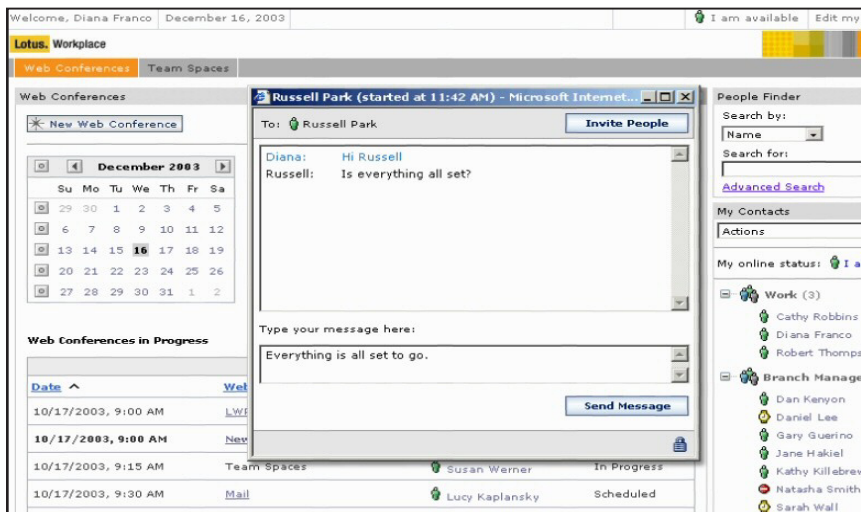 Welcome, Diana Franco December 16, 2003 I am available Edit my
Lotus. Workplace
Web Conferences Team Spaces
Web Conferences
New Web Conference
December 2003
Su Mo Tu We Th Fr Sa
29 30 1 2 3 4 5
6 7 8 9 10 11 12
13 14 15 16 17 18 19
20 21 22 23 24 25 26
27 28 29 30 31 1 2
Web Conferences in Progress
Date
10/17/2003, 9:00 AM
10/17/2003, 9:00 AM New
10/17/2003, 9:15 AM Team Spaces Susan Werner In Progress
10/17/2003, 9:30 AM Mail Lucy Kaplansky Scheduled
Russell Park (started at 11:42 AM) - Microsoft Internet...
To: Russell Park Invite People
Diana: Hi Russell
Russell: Is everything all set?
Type your message here:
Everything is all set to go.
Send Message
People Finder
Search by:
Name
Search for:
Advanced Search
My Contacts
Actions
My online status: I a
Work (3)
Cathy Robbins
Diana Franco
Robert Thomps
Branch Manage
Dan Kenyon
Daniel Lee
Gary Guerino
Jane Hakiel
Kathy Killebrew
Natasha Smith
Sarah Wall